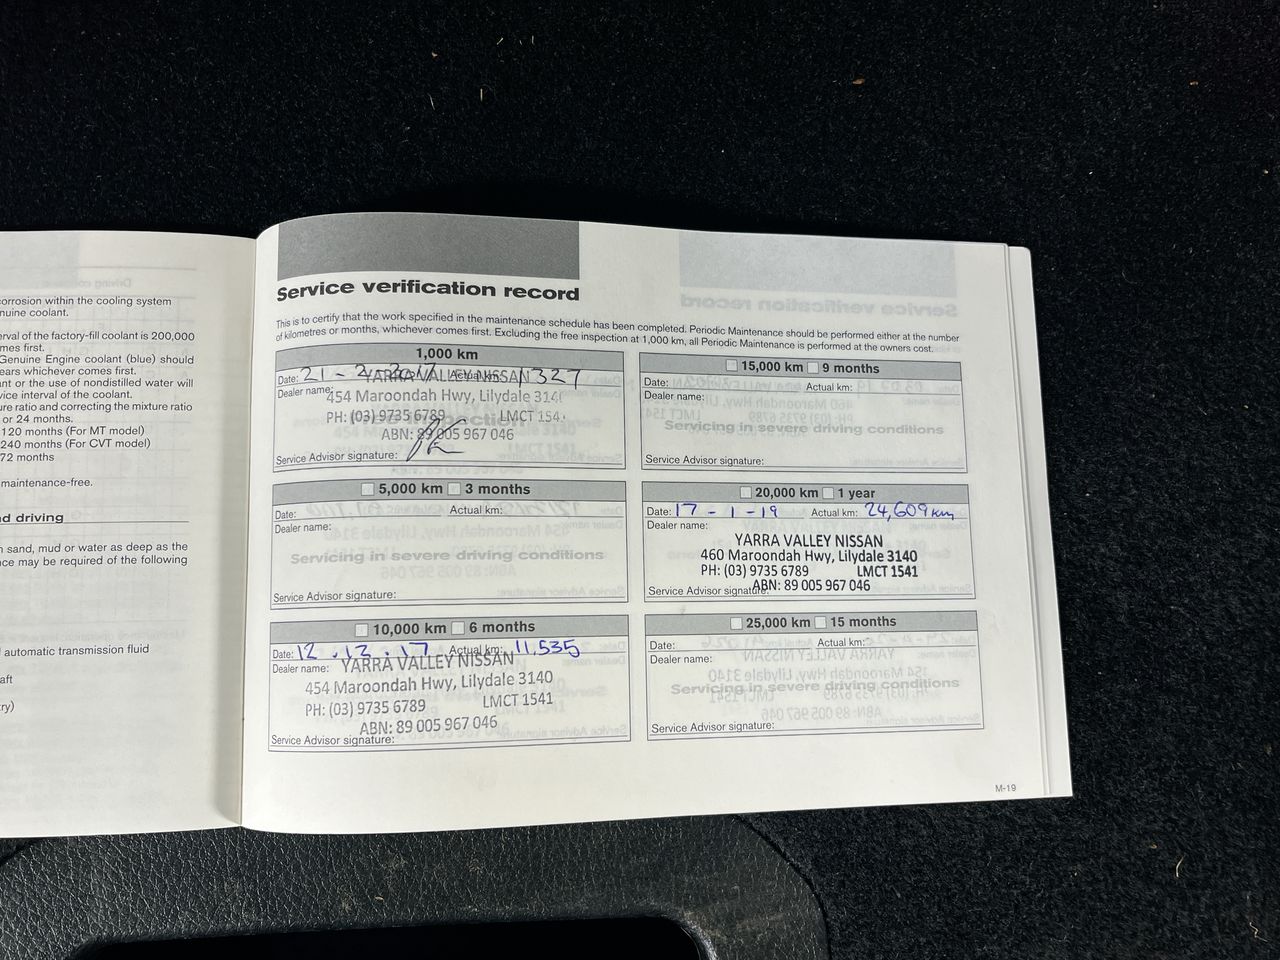 corrosion within the cooling system
nuine coolant.
erval of the factory-fill coolant is 200,000
mes first.
Genuine Engine coolant (blue) should
ears whichever comes first.
nt or the use of nondistilled water will
vice interval of the coolant.
ure ratio and correcting the mixture ratio
or 24 months.
120 months (For MT model)
240 months (For CVT model)
72 months
maintenance-free.
nd driving
n sand, mud or water as deep as the
nce may be required of the following
automatic transmission fluid
aft
ry)
Service verification record
This is to certify that the work specified in the maintenance schedule has been completed. Periodic Maintenance should be performed either at the number
of kilometres or months, whichever comes first. Excluding the free inspection at 1,000 km, all Periodic Maintenance is performed at the owners cost.
1,000 km
Date: 21 - 2 Actual km: 1327
YARRA VALLEY NISSAN
Dealer name:
454 Maroondah Hwy, Lilydale 314
PH: (03) 9735 6789 LMCT 154
inspection
ABN: 89 005 967 046
Service Advisor signature:
5,000 km 3 months
Date: Actual km:
Dealer name:
Servicing in severe driving conditions
Service Advisor signature:
10,000 km 6 months
Date: 12.12.17 Actual km: 11,535
Dealer name: YARRA VALLEY NISSAN
454 Maroondah Hwy, Lilydale 3140
PH: (03) 9735 6789 LMCT 1541
ABN: 89 005 967 046
Service Advisor signature:
15,000 km 9 months
Date: Actual km:
Dealer name:
Servicing in severe driving conditions
Service Advisor signature:
20,000 km 1 year
Date: 17 - 1 - 19 Actual km: 24,609km
Dealer name:
YARRA VALLEY NISSAN
460 Maroondah Hwy, Lilydale 3140
PH: (03) 9735 6789 LMCT 1541
ABN: 89 005 967 046
Service Advisor signature:
25,000 km 15 months
Date: Actual km:
Dealer name:
Servicing in severe driving conditions
Service Advisor signature:
M-19